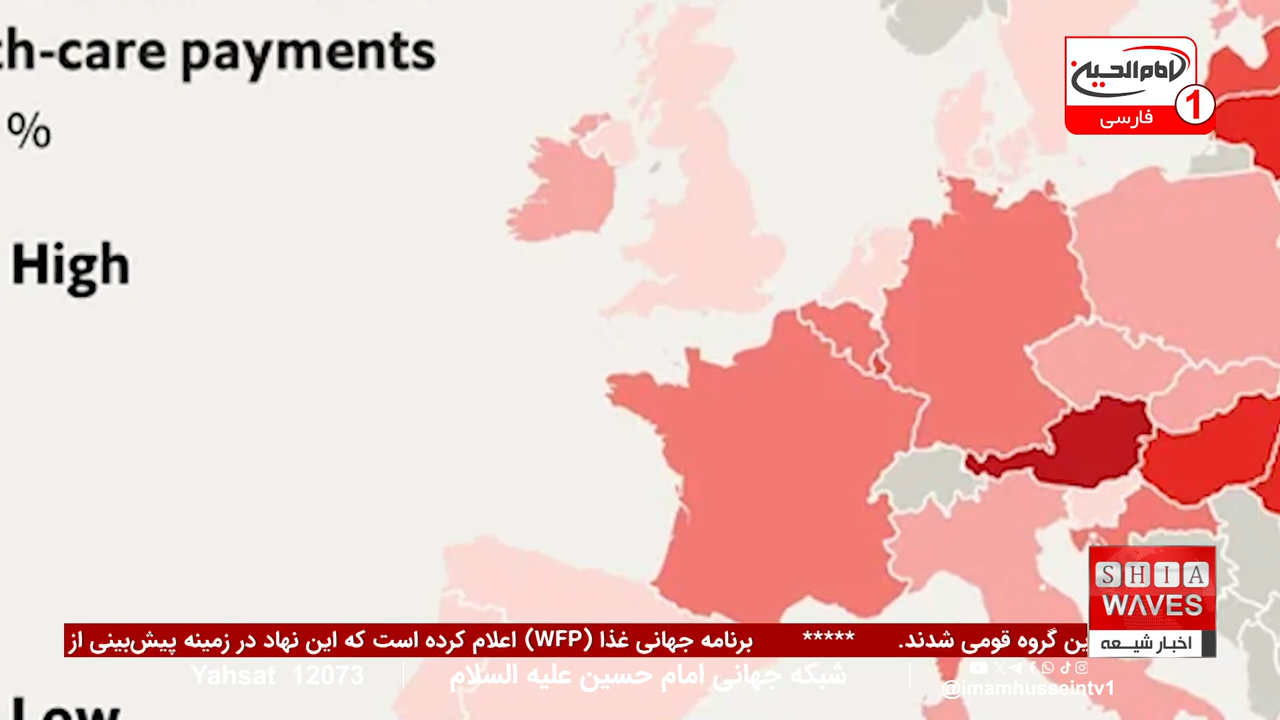 th-care payments
%
High
Low
امام الحسین
1
فارسی
SHIA
WAVES
اخبار شیعه
ین گروه قومی شدند. ***** برنامه جهانی غذا (WFP) اعلام کرده است که این نهاد در زمینه پیش‌بینی از
Yahsat 12073
شبکه جهانی امام حسین علیه السلام
@imamhusseintv1